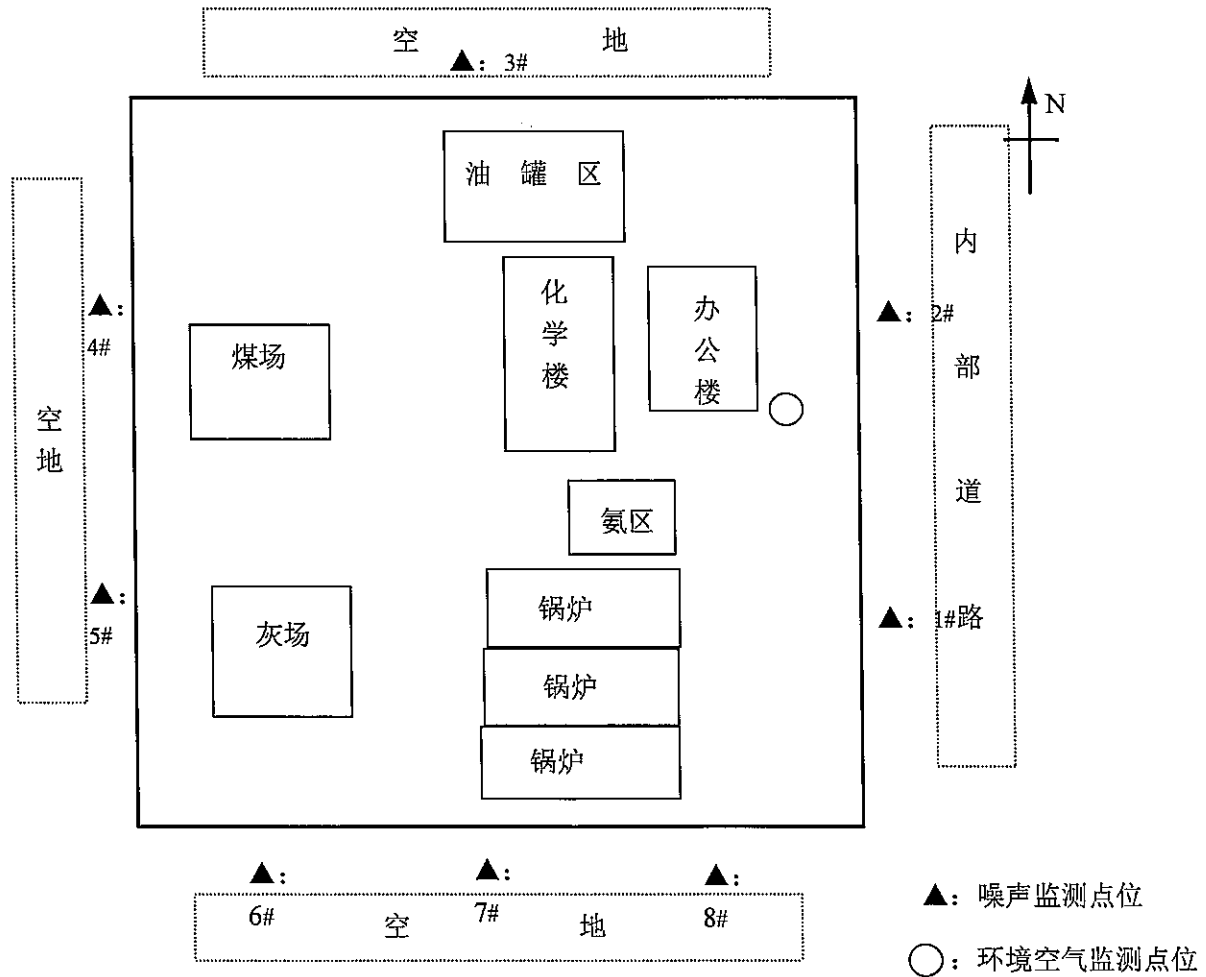 空 地
▲：3#
N
油 罐 区
内部道路
化学楼
办公楼
▲：2#
▲：
4#
煤场
空地
氨区
▲：
5#
锅炉
▲：1#
灰场
锅炉
锅炉
▲：
6#
▲：
7#
▲：
8#
空 地
▲：噪声监测点位
○：环境空气监测点位